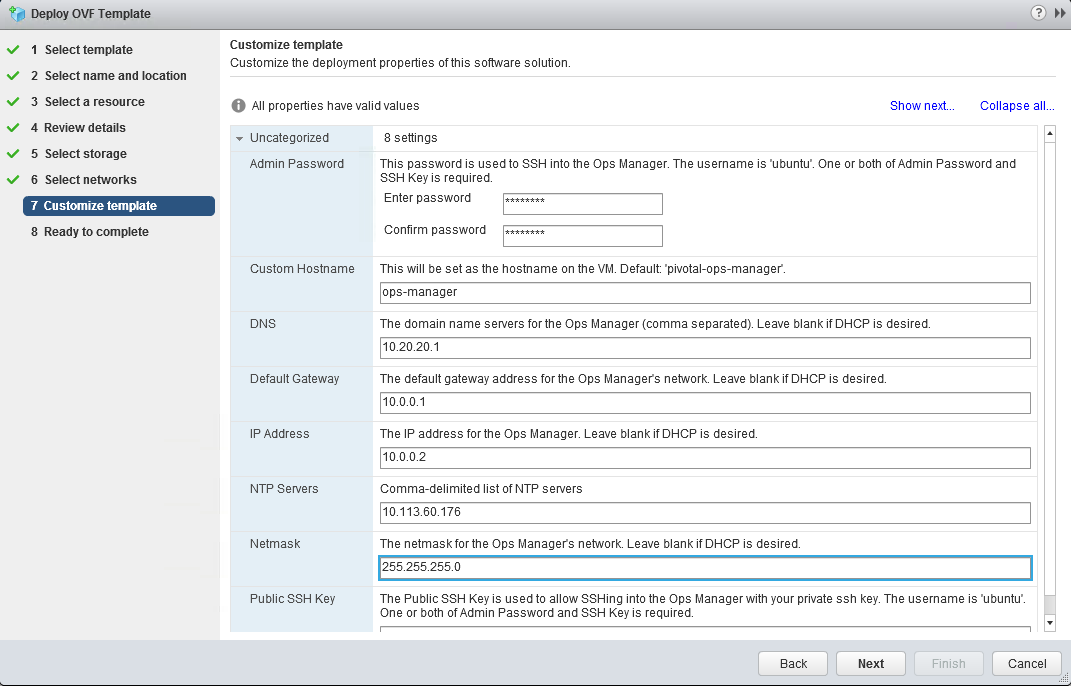 Deploy OVF Template
?
1 Select template
2 Select name and location
3 Select a resource
4 Review details
5 Select storage
6 Select networks
7 Customize template
8 Ready to complete
Customize template
Customize the deployment properties of this software solution.
All properties have valid values
Show next...
Collapse all...
Uncategorized
8 settings
Admin Password
This password is used to SSH into the Ops Manager. The username is 'ubuntu'. One or both of Admin Password and
SSH Key is required.
Enter password
********
Confirm password
********
Custom Hostname
This will be set as the hostname on the VM. Default: 'pivotal-ops-manager'.
ops-manager
DNS
The domain name servers for the Ops Manager (comma separated). Leave blank if DHCP is desired.
10.20.20.1
Default Gateway
The default gateway address for the Ops Manager's network. Leave blank if DHCP is desired.
10.0.0.1
IP Address
The IP address for the Ops Manager. Leave blank if DHCP is desired.
10.0.0.2
NTP Servers
Comma-delimited list of NTP servers
10.113.60.176
Netmask
The netmask for the Ops Manager's network. Leave blank if DHCP is desired.
255.255.255.0
Public SSH Key
The Public SSH Key is used to allow SSHing into the Ops Manager with your private ssh key. The username is 'ubuntu'.
One or both of Admin Password and SSH Key is required.
Back
Next
Finish
Cancel